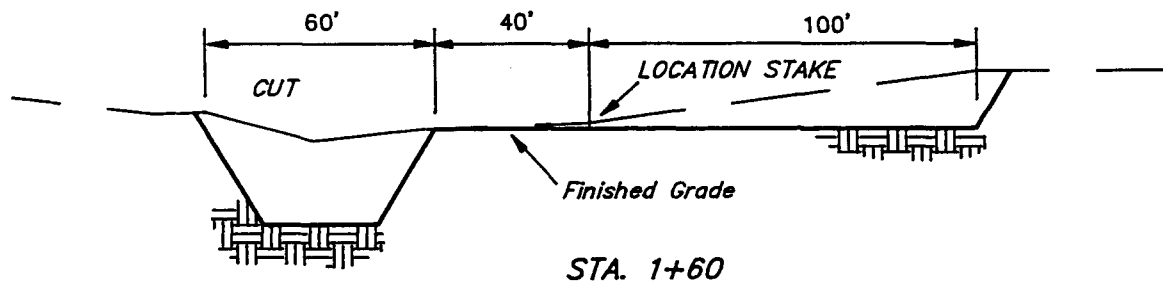 60' 40' 100'
CUT
LOCATION STAKE
Finished Grade
STA. 1+60